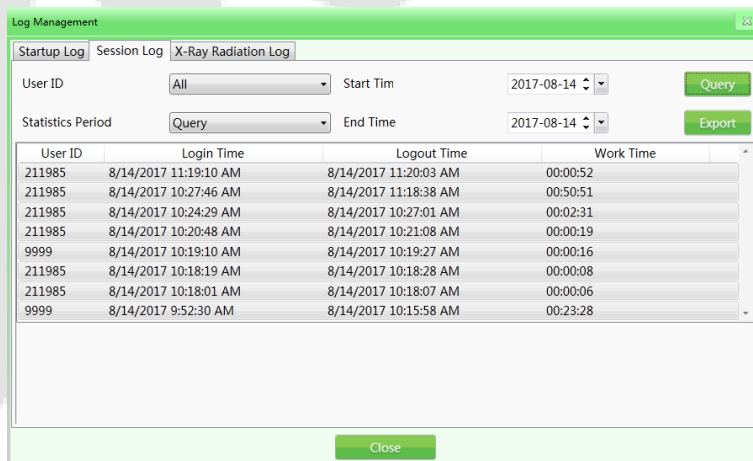 Log Management
Startup Log Session Log X-Ray Radiation Log
User ID All Start Tim 2017-08-14 Query
Statistics Period Query End Time 2017-08-14 Export
User ID Login Time Logout Time Work Time
211985 8/14/2017 11:19:10 AM 8/14/2017 11:20:03 AM 00:00:52
211985 8/14/2017 10:27:46 AM 8/14/2017 11:18:38 AM 00:50:51
211985 8/14/2017 10:24:29 AM 8/14/2017 10:27:01 AM 00:02:31
211985 8/14/2017 10:20:48 AM 8/14/2017 10:21:08 AM 00:00:19
9999 8/14/2017 10:19:10 AM 8/14/2017 10:19:27 AM 00:00:16
211985 8/14/2017 10:18:19 AM 8/14/2017 10:18:28 AM 00:00:08
211985 8/14/2017 10:18:01 AM 8/14/2017 10:18:07 AM 00:00:06
9999 8/14/2017 9:52:30 AM 8/14/2017 10:15:58 AM 00:23:28
Close